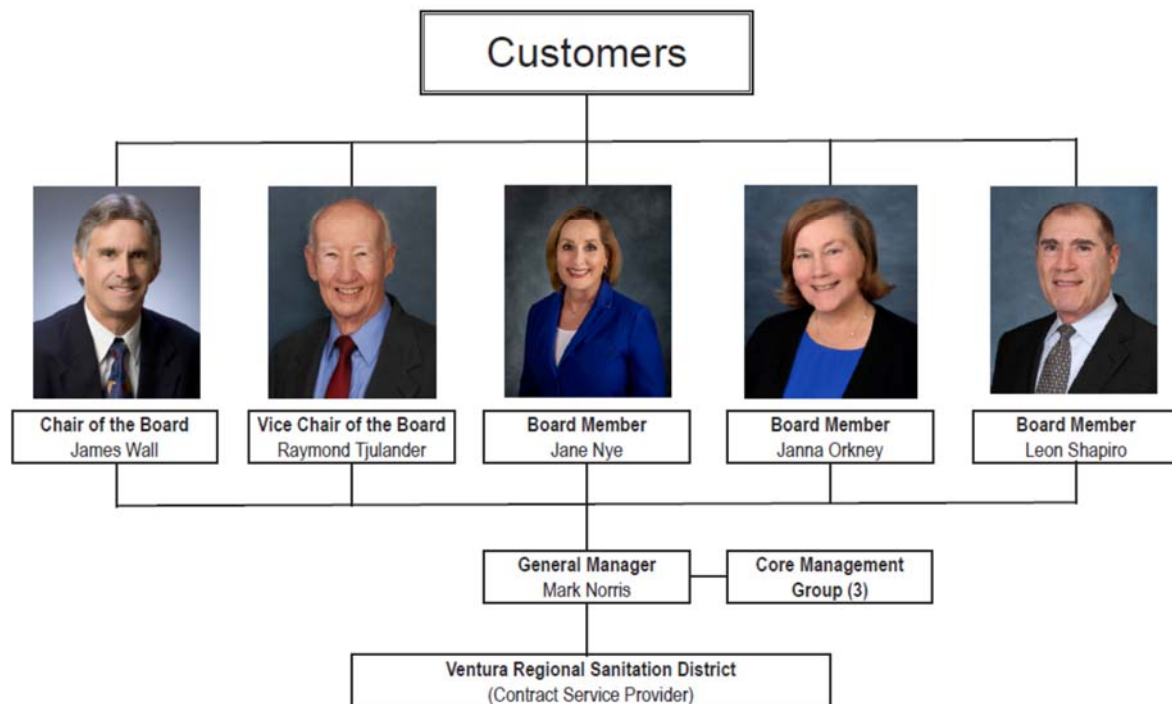 Customers
Chair of the Board
James Wall
Vice Chair of the Board
Raymond Tjulander
Board Member
Jane Nye
Board Member
Janna Orkney
Board Member
Leon Shapiro
General Manager
Mark Norris
Core Management
Group (3)
Ventura Regional Sanitation District
(Contract Service Provider)